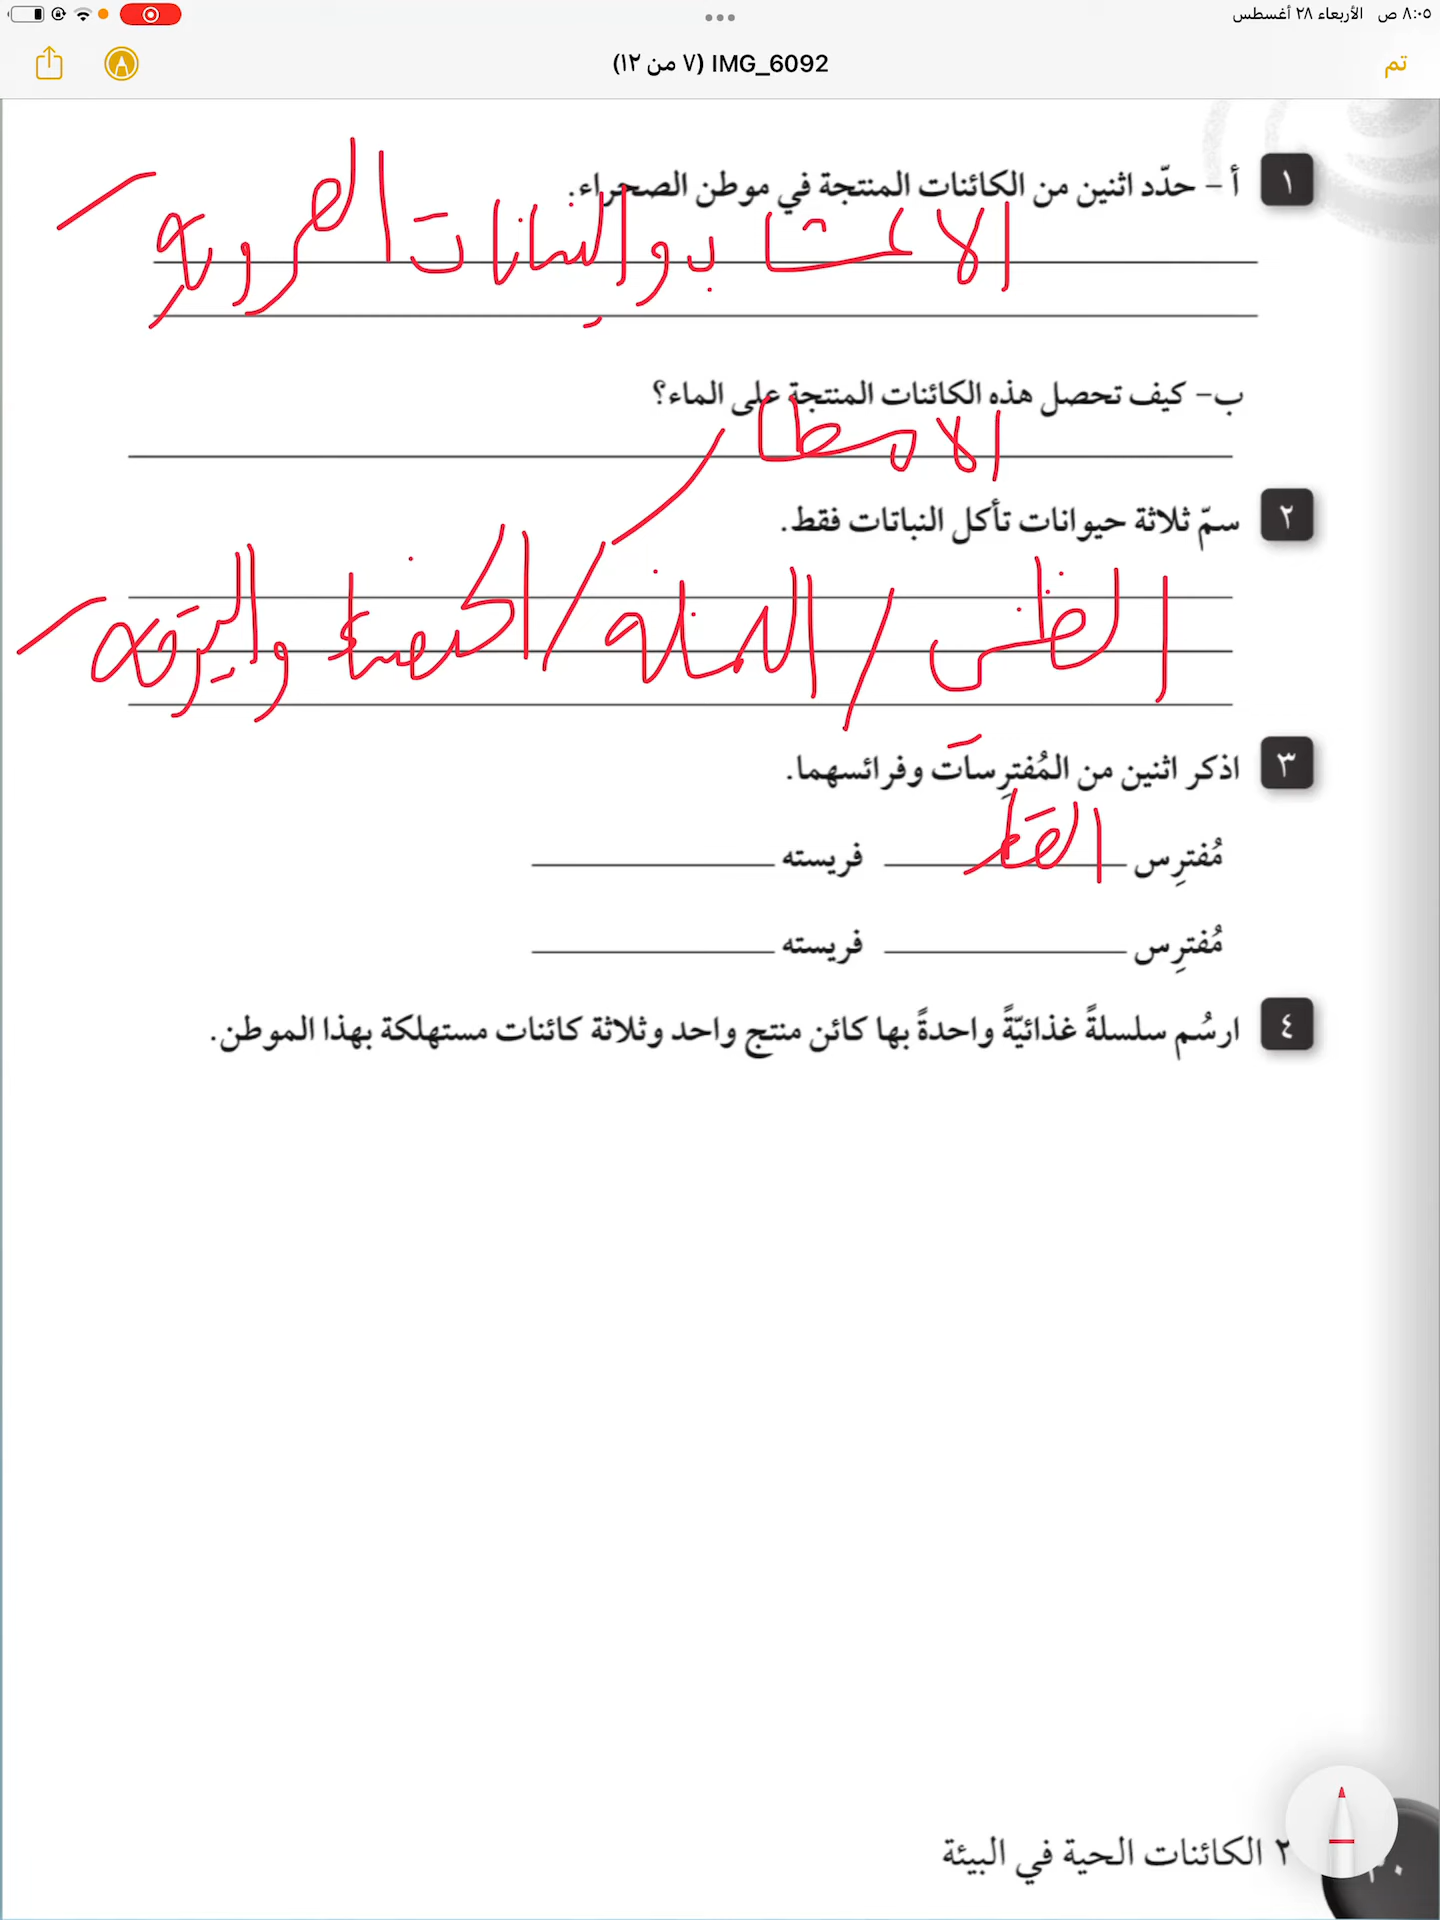 ٨:٠٥ ص الأربعاء ٢٨ أغسطس
تم
IMG_6092 (٧ من ١٢)
١ أ – حدّد اثنين من الكائنات المنتجة في موطن الصحراء.
الاعشاب والنباتات
ب– كيف تحصل هذه الكائنات المنتجة على الماء؟
الامطار
٢ سمّ ثلاثة حيوانات تأكل النباتات فقط.
الظبي / النملة / الخنفساء واليرقة
٣ اذكر اثنين من المُفترِسات وفرائسهما.
مُفترِس القط فريسته
مُفترِس فريسته
٤ ارسُم سلسلةً غذائيّةً واحدةً بها كائن منتج واحد وثلاثة كائنات مستهلكة بهذا الموطن.
٢ الكائنات الحية في البيئة